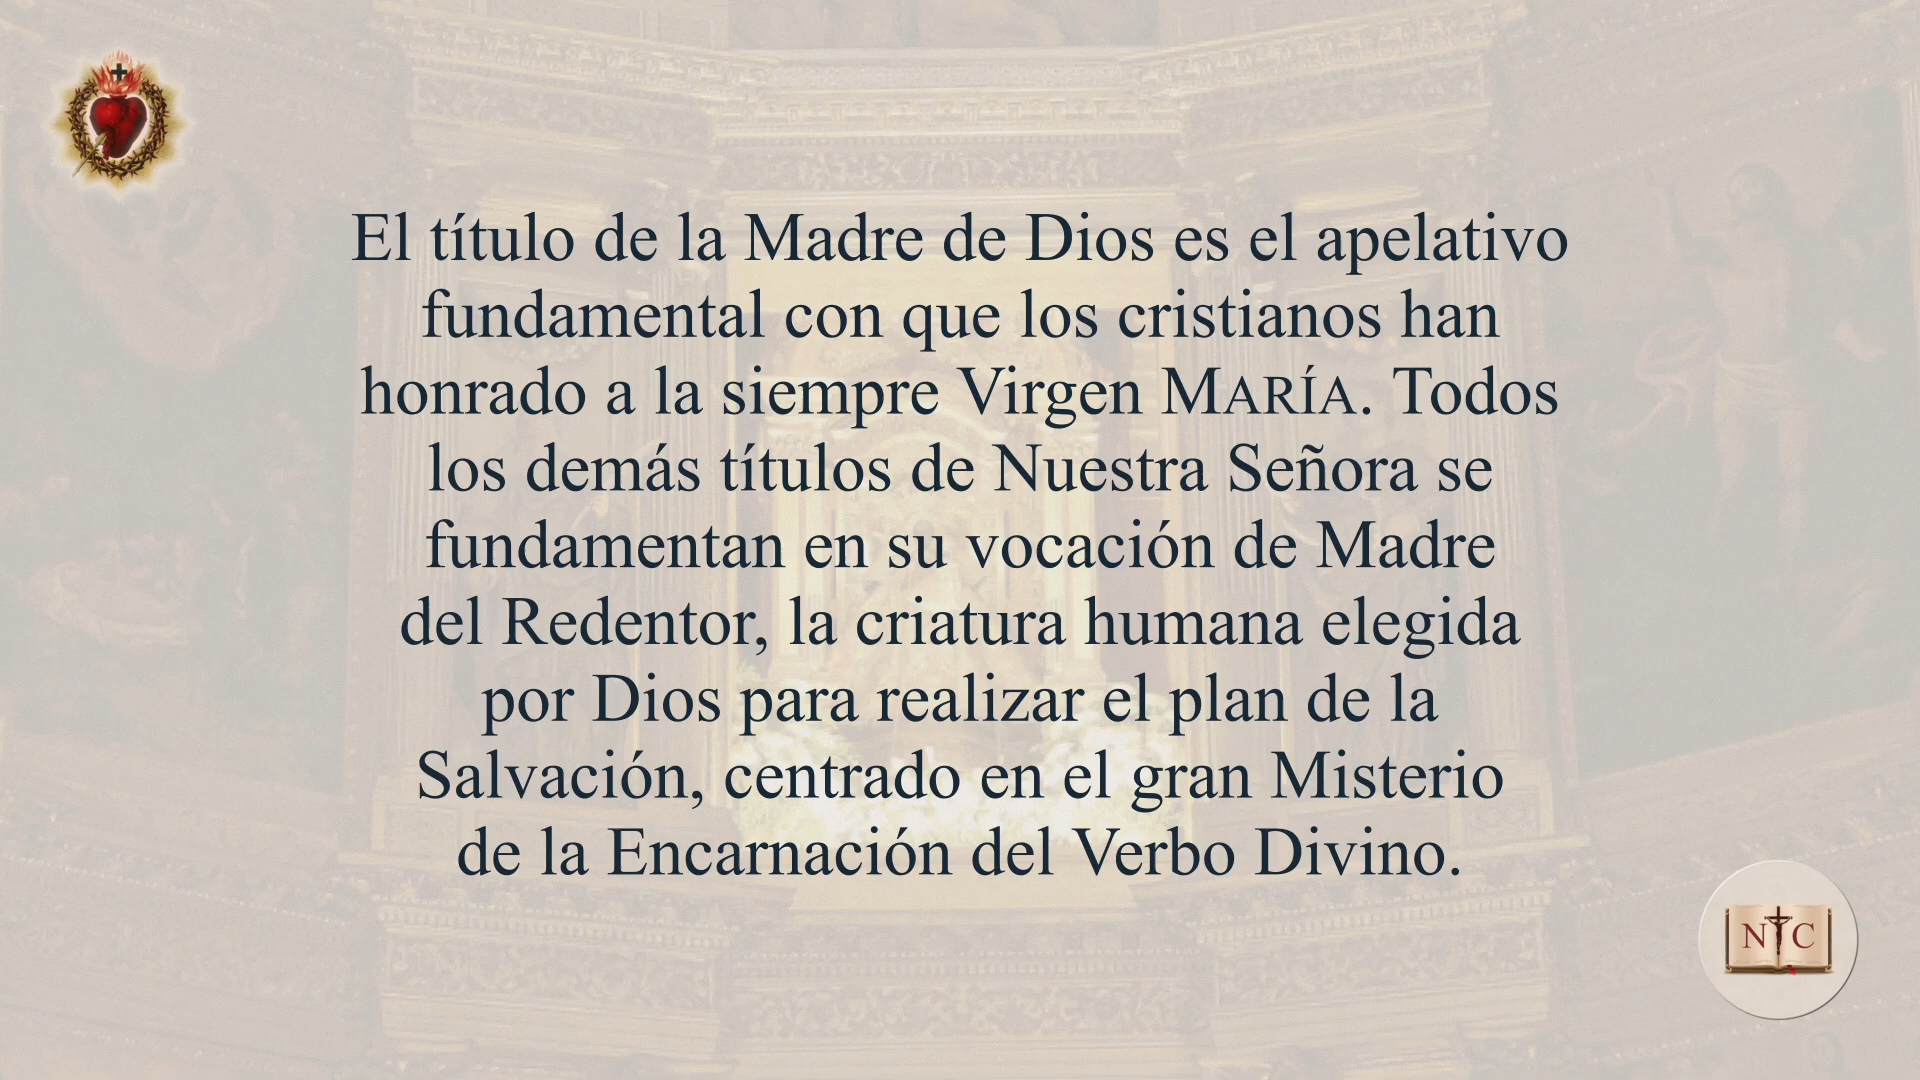 El título de la Madre de Dios es el apelativo
fundamental con que los cristianos han
honrado a la siempre Virgen MARÍA. Todos
los demás títulos de Nuestra Señora se
fundamentan en su vocación de Madre
del Redentor, la criatura humana elegida
por Dios para realizar el plan de la
Salvación, centrado en el gran Misterio
de la Encarnación del Verbo Divino.
N C